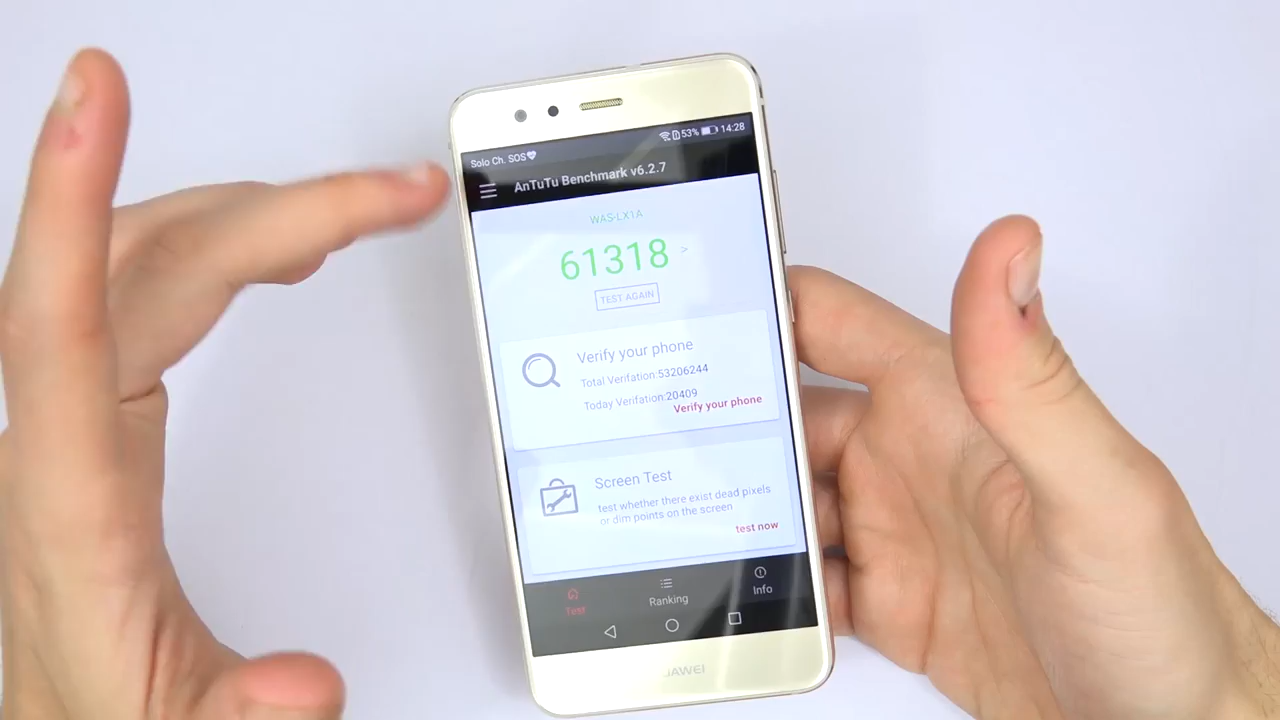 Solo Ch. SOS
53% 14:28
AnTuTu Benchmark v6.2.7
WAS-LX1A
61318 >
TEST AGAIN
Verify your phone
Total Verifation:53206244
Today Verifation:20409
Verify your phone
Screen Test
test whether there exist dead pixels
or dim points on the screen
test now
Test
Ranking
Info